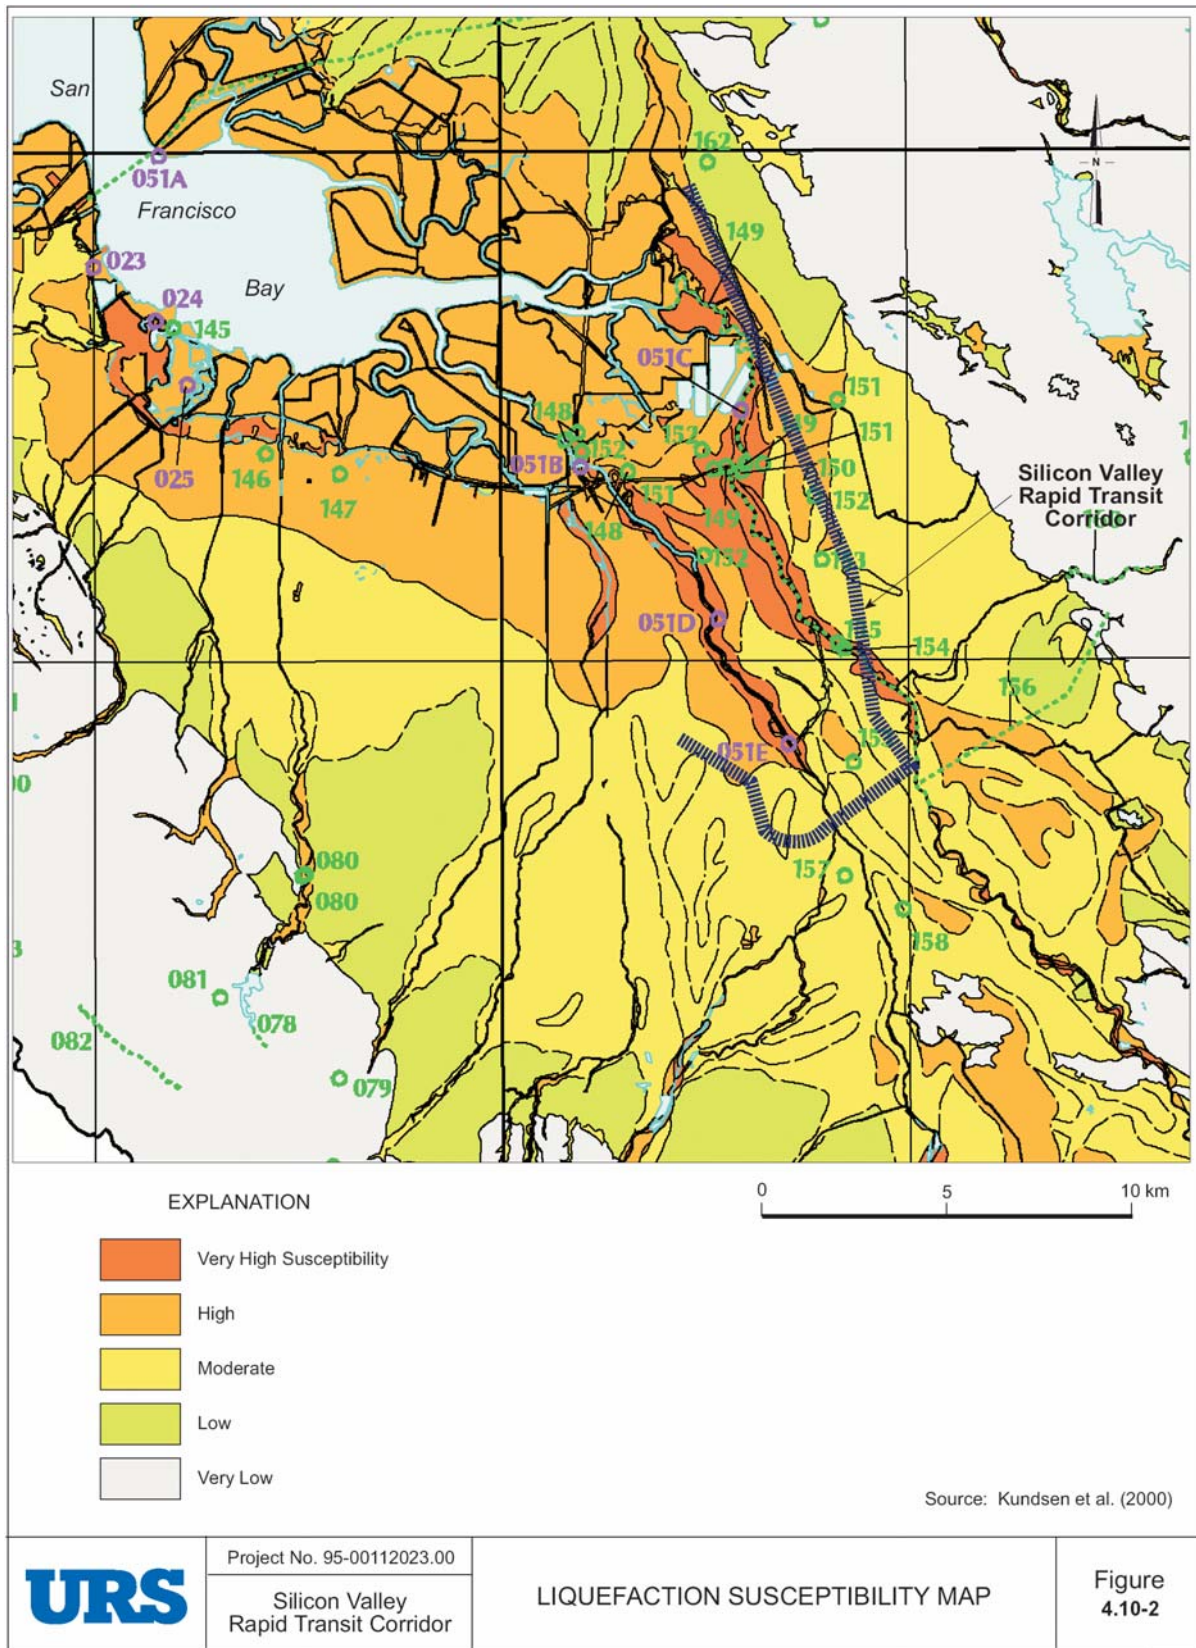 San
162
051A
Francisco
149
023
Bay
024
145
051C
151
148
152
152
149
151
051B
150
146
025
147
151
152
Silicon Valley
Rapid Transit
Corridor
148
149
152
153
051D
154
156
051E
157
080
080
158
081
078
082
079
N
EXPLANATION
0 5 10 km
Very High Susceptibility
High
Moderate
Low
Very Low
Source: Kundsen et al. (2000)
URS
Project No. 95-00112023.00
Silicon Valley
Rapid Transit Corridor
LIQUEFACTION SUSCEPTIBILITY MAP
Figure
4.10-2